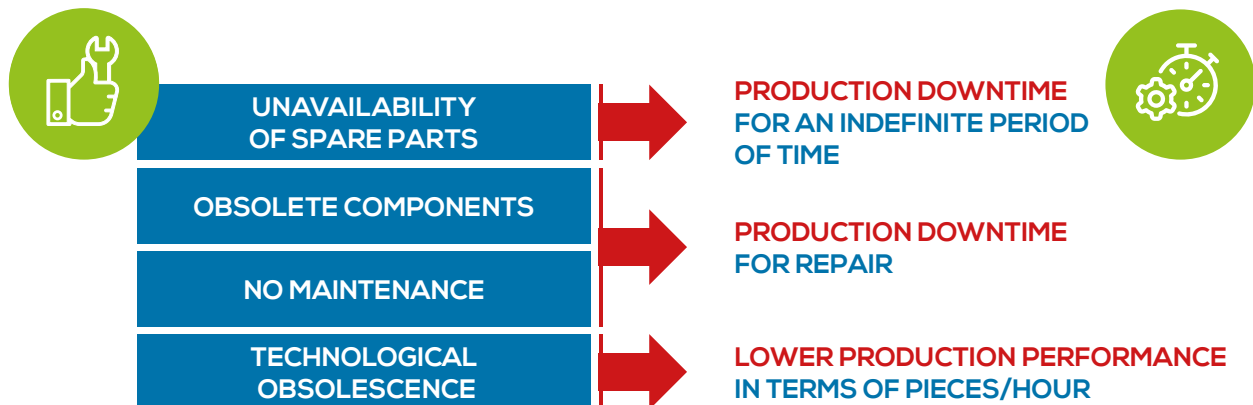 UNAVAILABILITY
OF SPARE PARTS
PRODUCTION DOWNTIME
FOR AN INDEFINITE PERIOD
OF TIME
OBSOLETE COMPONENTS
NO MAINTENANCE
PRODUCTION DOWNTIME
FOR REPAIR
TECHNOLOGICAL
OBSOLESCENCE
LOWER PRODUCTION PERFORMANCE
IN TERMS OF PIECES/HOUR